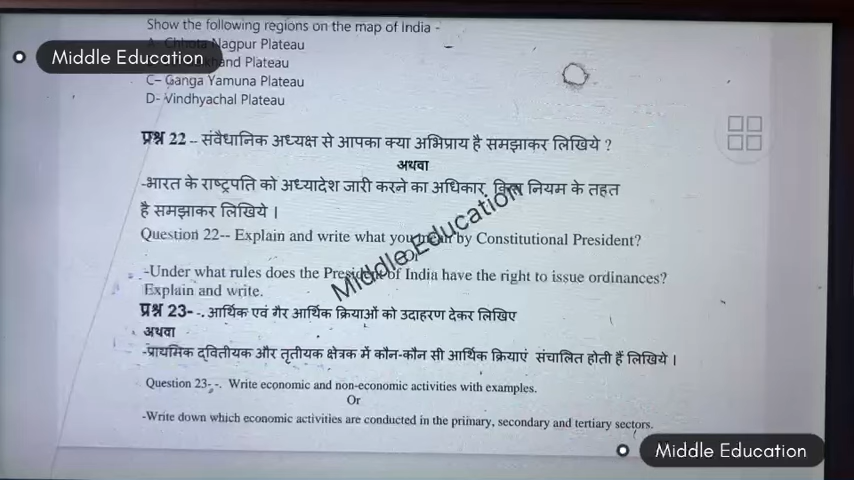 Show the following regions on the map of India -
Nagpur Plateau
Middle Education
Plateau
C– Ganga Yamuna Plateau
D- Vindhyachal Plateau
प्रश्न 22 – संवैधानिक अध्यक्ष से आपका क्या अभिप्राय है समझाकर लिखिये ?
अथवा
-भारत के राष्ट्रपति को अध्यादेश जारी करने का अधिकार, किस नियम के तहत
है समझाकर लिखिये ।
Question 22-- Explain and write what you mean by Constitutional President?
Or
-Under what rules does the President of India have the right to issue ordinances?
Explain and write.
Middle Education
प्रश्न 23- -. आर्थिक एवं गैर आर्थिक क्रियाओं को उदाहरण देकर लिखिए
अथवा
-प्राथमिक द्वितीयक और तृतीयक क्षेत्रक में कौन-कौन सी आर्थिक क्रियाएं संचालित होती हैं लिखिये ।
Question 23- -. Write economic and non-economic activities with examples.
Or
-Write down which economic activities are conducted in the primary, secondary and tertiary sectors.
Middle Education